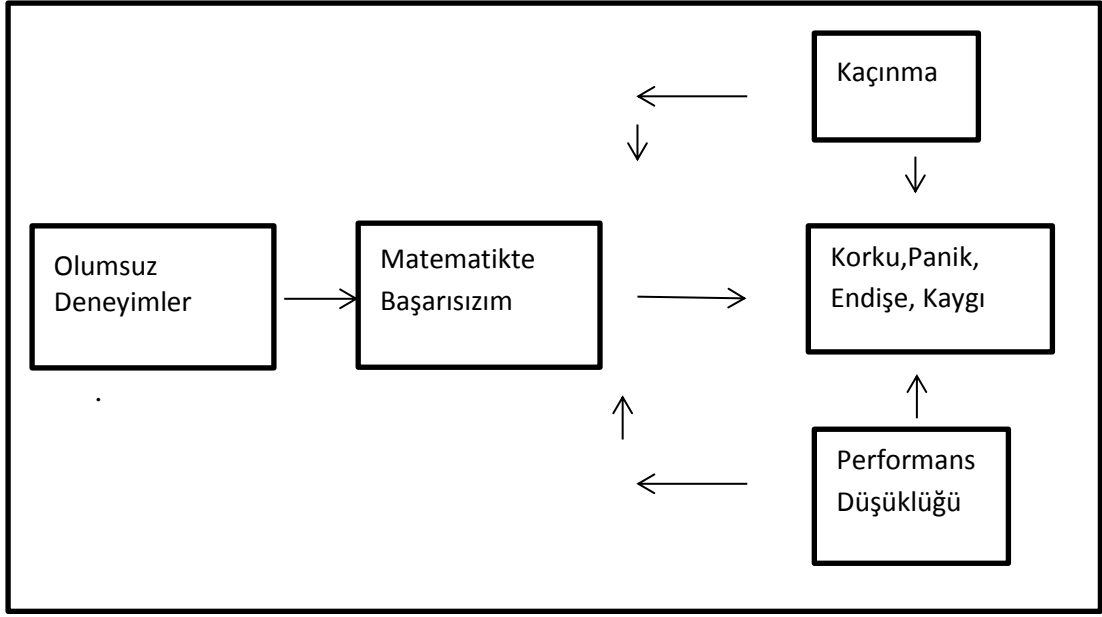 Kaçınma
Olumsuz
Deneyimler
Matematikte
Başarısızım
Korku,Panik,
Endişe, Kaygı
.
Performans
Düşüklüğü